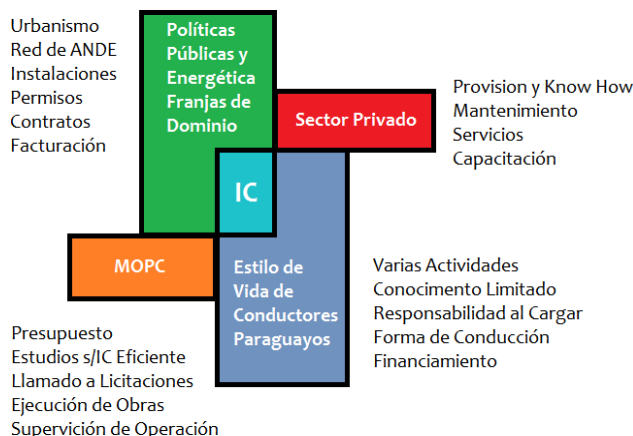 Urbanismo
Red de ANDE
Instalaciones
Permisos
Contratos
Facturación
Políticas
Públicas y
Energética
Franjas de
Dominio
Sector Privado
Provision y Know How
Mantenimiento
Servicios
Capacitación
IC
MOPC
Estilo de
Vida de
Conductores
Paraguayos
Varias Actividades
Conocimiento Limitado
Responsabilidad al Cargar
Forma de Conducción
Financiamiento
Presupuesto
Estudios s/IC Eficiente
Llamado a Licitaciones
Ejecución de Obras
Supervición de Operación